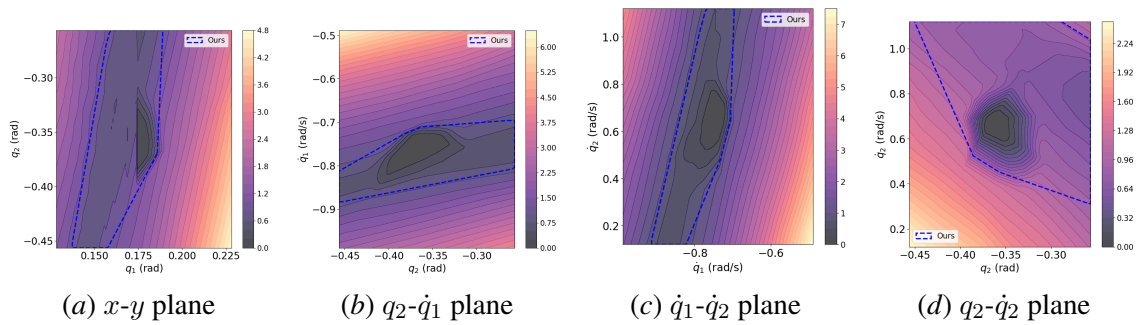 Ours
−0.30
−0.35
−0.40
−0.45
q₂ (rad)
0.150 0.175 0.200 0.225
q₁ (rad)
4.8
4.2
3.6
3.0
2.4
1.8
1.2
0.6
0.0
(a) x-y plane
Ours
−0.5
−0.6
−0.7
−0.8
−0.9
q̇₁ (rad/s)
−0.45 −0.40 −0.35 −0.30
q₂ (rad)
6.00
5.25
4.50
3.75
3.00
2.25
1.50
0.75
0.00
(b) q₂-q̇₁ plane
Ours
1.0
0.8
0.6
0.4
0.2
q̇₂ (rad/s)
−0.8 −0.6
q̇₁ (rad/s)
7
6
5
4
3
2
1
0
(c) q̇₁-q̇₂ plane
1.0
0.8
0.6
0.4
0.2
q̇₂ (rad/s)
Ours
−0.45 −0.40 −0.35 −0.30
q₂ (rad)
2.24
1.96
1.68
1.40
1.12
0.84
0.56
0.28
0.00
(d) q₂-q̇₂ plane